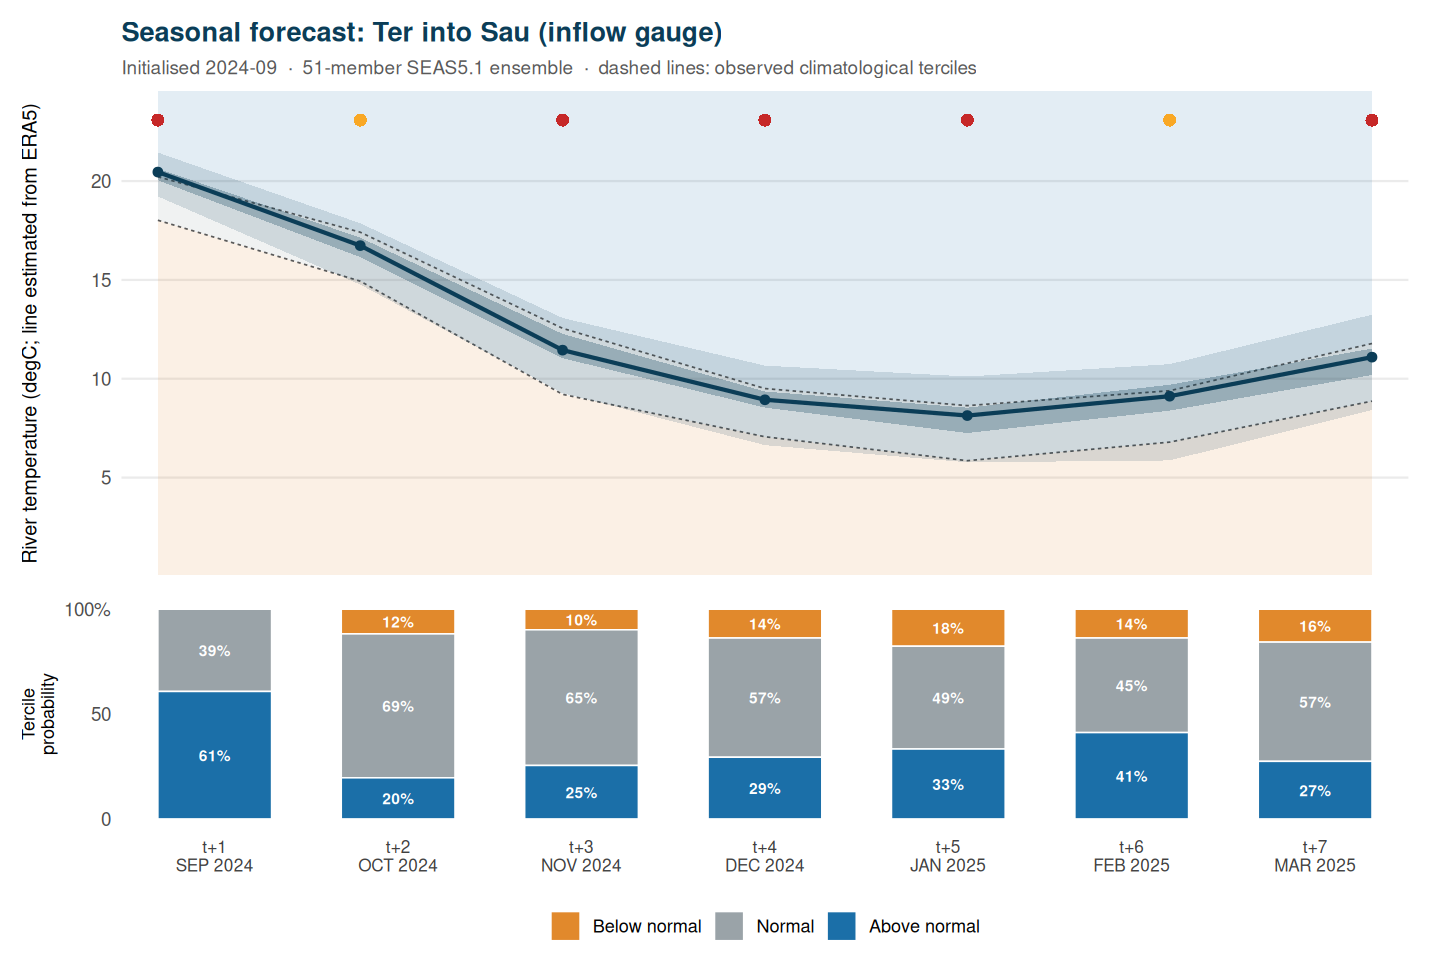 Seasonal forecast: Ter into Sau (inflow gauge)
Initialised 2024-09 · 51-member SEAS5.1 ensemble · dashed lines: observed climatological terciles
River temperature (degC; line estimated from ERA5)
20
15
10
5
Tercile
probability
100%
50
0
39%
61%
12%
69%
20%
10%
65%
25%
14%
57%
29%
18%
49%
33%
14%
45%
41%
16%
57%
27%
t+1
SEP 2024
t+2
OCT 2024
t+3
NOV 2024
t+4
DEC 2024
t+5
JAN 2025
t+6
FEB 2025
t+7
MAR 2025
Below normal
Normal
Above normal